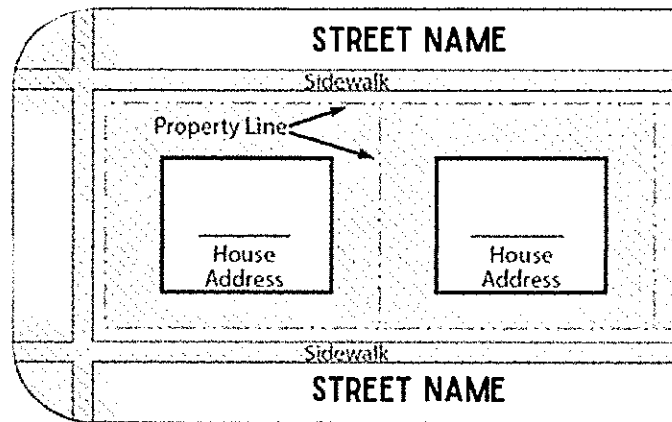 STREET NAME
Sidewalk
Property Line
House
Address
House
Address
Sidewalk
STREET NAME